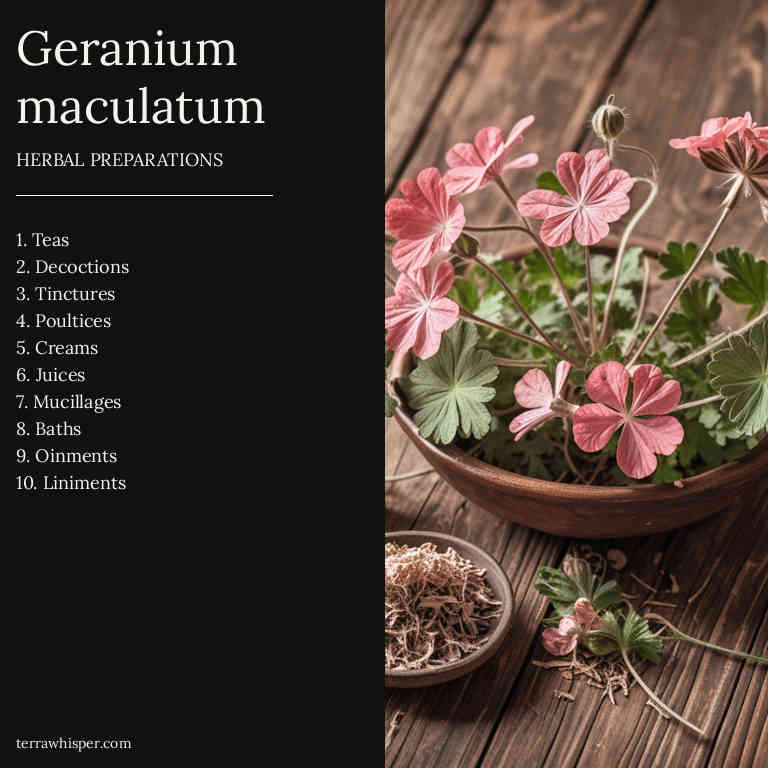 Geranium
maculatum
HERBAL PREPARATIONS
1. Teas
2. Decoctions
3. Tinctures
4. Poultices
5. Creams
6. Juices
7. Mucillages
8. Baths
9. Oinments
10. Liniments
terrawhisper.com